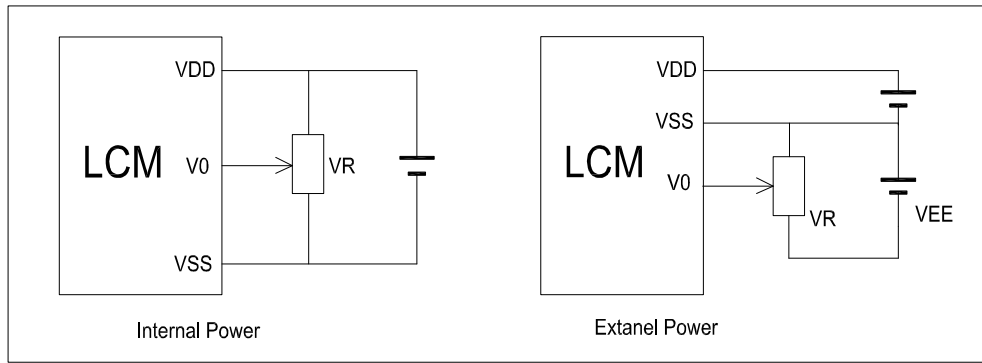 VDD
LCM
V0
VR
VSS
Internal Power
VDD
VSS
LCM
V0
VR
VEE
Extanel Power